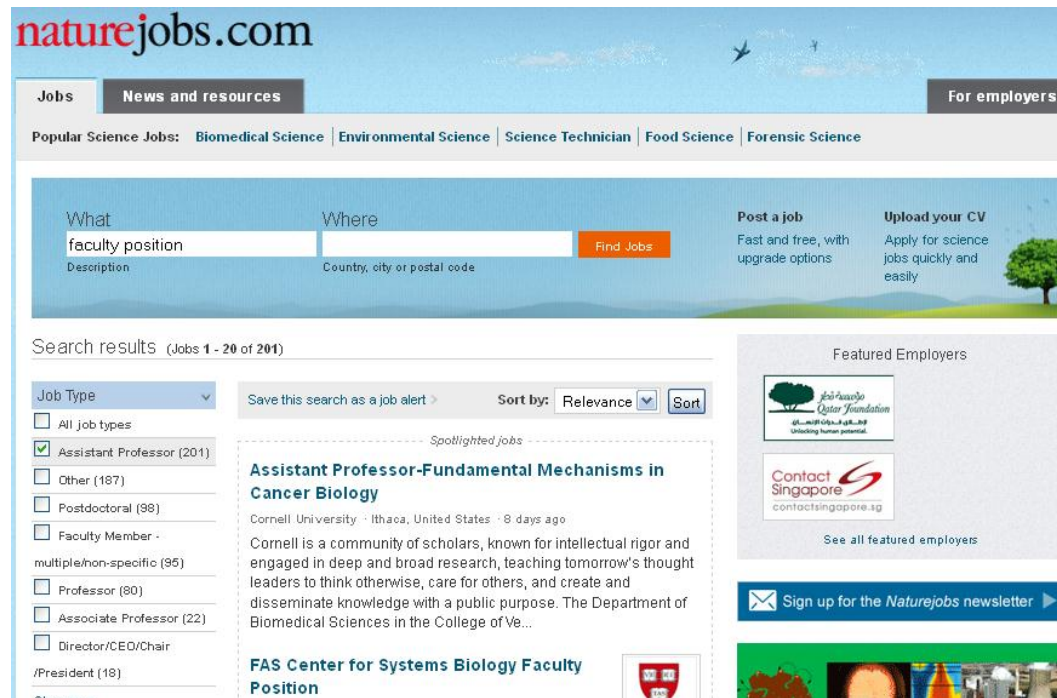 naturejobs.com
Jobs
News and resources
For employers
Popular Science Jobs: Biomedical Science Environmental Science Science Technician Food Science Forensic Science
What
Where
faculty position
Find Jobs
Description
Country, city or postal code
Post a job
Fast and free, with
upgrade options
Upload your CV
Apply for science
jobs quickly and
easily
Search results (Jobs 1 - 20 of 201)
Job Type
All job types
Assistant Professor (201)
Other (187)
Postdoctoral (98)
Faculty Member -
multiple/non-specific (95)
Professor (80)
Associate Professor (22)
Director/CEO/Chair
/President (18)
Save this search as a job alert >
Sort by: Relevance Sort
Spotlighted jobs
Assistant Professor-Fundamental Mechanisms in
Cancer Biology
Cornell University · Ithaca, United States · 8 days ago
Cornell is a community of scholars, known for intellectual rigor and
engaged in deep and broad research, teaching tomorrow's thought
leaders to think otherwise, care for others, and create and
disseminate knowledge with a public purpose. The Department of
Biomedical Sciences in the College of Ve...
FAS Center for Systems Biology Faculty
Position
Featured Employers
Qatar Foundation
Unlocking human potential.
Contact
Singapore
contactsingapore.sg
See all featured employers
Sign up for the Naturejobs newsletter